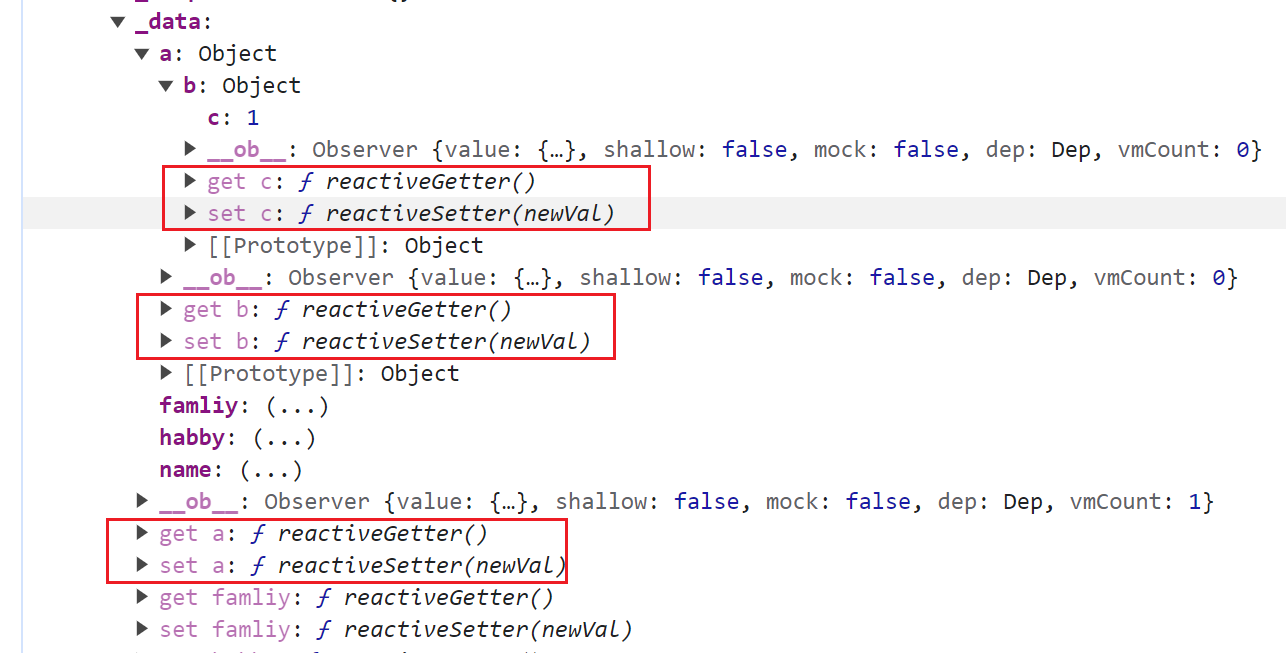 _data:
a: Object
b: Object
c: 1
__ob__: Observer {value: {…}, shallow: false, mock: false, dep: Dep, vmCount: 0}
get c: ƒ reactiveGetter()
set c: ƒ reactiveSetter(newVal)
[[Prototype]]: Object
__ob__: Observer {value: {…}, shallow: false, mock: false, dep: Dep, vmCount: 0}
get b: ƒ reactiveGetter()
set b: ƒ reactiveSetter(newVal)
[[Prototype]]: Object
famliy: (...)
habby: (...)
name: (...)
__ob__: Observer {value: {…}, shallow: false, mock: false, dep: Dep, vmCount: 1}
get a: ƒ reactiveGetter()
set a: ƒ reactiveSetter(newVal)
get famliy: ƒ reactiveGetter()
set famliy: ƒ reactiveSetter(newVal)